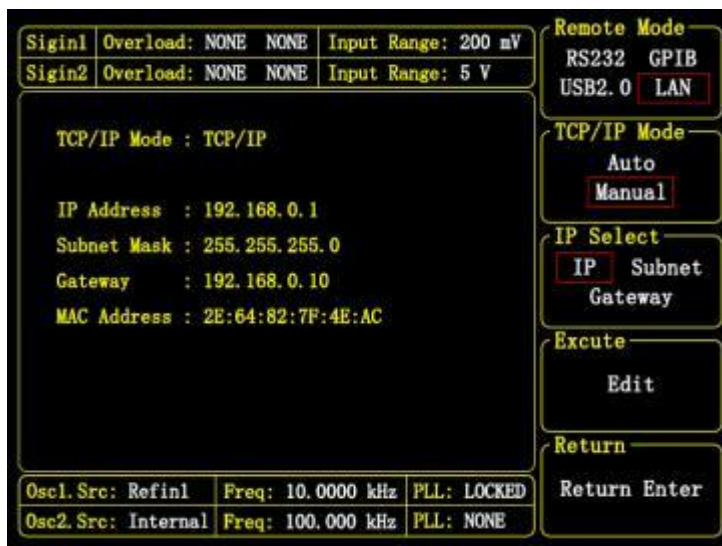 Sigin1 Overload: NONE NONE Input Range: 200 mV
Sigin2 Overload: NONE NONE Input Range: 5 V
TCP/IP Mode : TCP/IP
IP Address : 192.168.0.1
Subnet Mask : 255.255.255.0
Gateway : 192.168.0.10
MAC Address : 2E:64:82:7F:4E:AC
Osc1.Src: Refin1 Freq: 10.0000 kHz PLL: LOCKED
Osc2.Src: Internal Freq: 100.000 kHz PLL: NONE
Remote Mode
RS232 GPIB
USB2.0 LAN
TCP/IP Mode
Auto
Manual
IP Select
IP Subnet
Gateway
Excute
Edit
Return
Return Enter